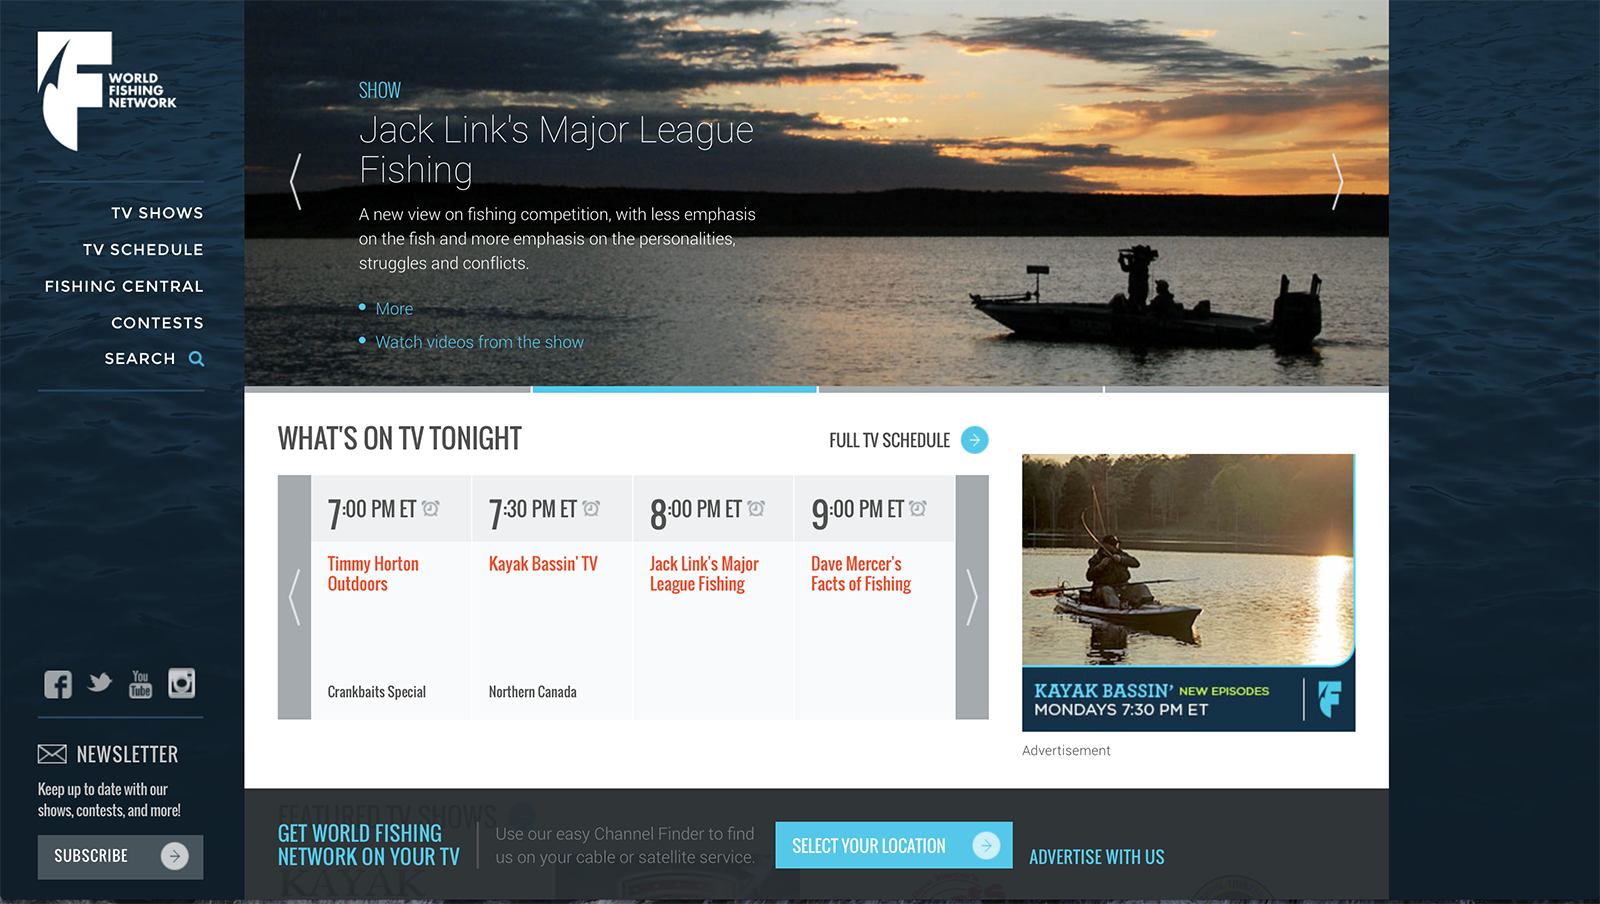 WORLD
FISHING
NETWORK
TV SHOWS
TV SCHEDULE
FISHING CENTRAL
CONTESTS
SEARCH
You
Tube
NEWSLETTER
Keep up to date with our
shows, contests, and more!
SUBSCRIBE
SHOW
Jack Link's Major League
Fishing
A new view on fishing competition, with less emphasis
on the fish and more emphasis on the personalities,
struggles and conflicts.
More
Watch videos from the show
WHAT'S ON TV TONIGHT
FULL TV SCHEDULE
7:00 PM ET
Timmy Horton
Outdoors
Crankbaits Special
7:30 PM ET
Kayak Bassin' TV
Northern Canada
8:00 PM ET
Jack Link's Major
League Fishing
9:00 PM ET
Dave Mercer's
Facts of Fishing
KAYAK BASSIN' NEW EPISODES
MONDAYS 7:30 PM ET
Advertisement
FEATURED TV SHOWS
GET WORLD FISHING
NETWORK ON YOUR TV
Use our easy Channel Finder to find
us on your cable or satellite service.
SELECT YOUR LOCATION
ADVERTISE WITH US
KAYAK